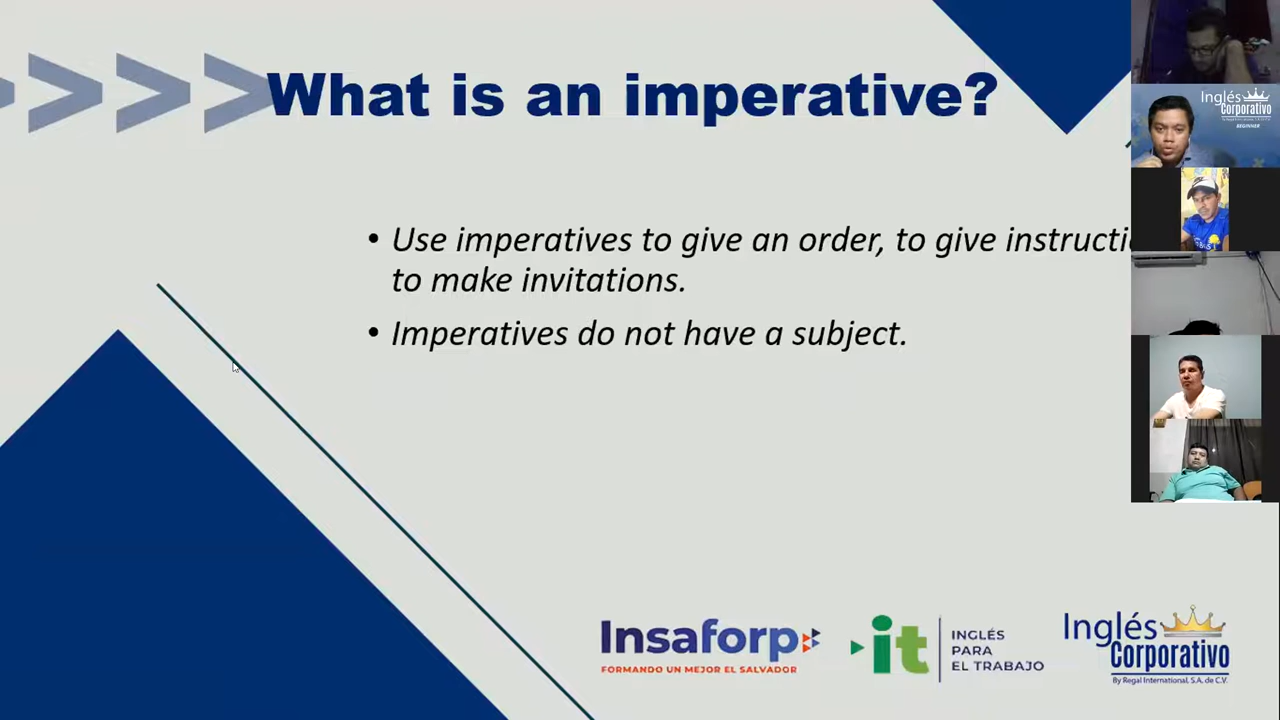 What is an imperative?
• Use imperatives to give an order, to give
to make invitations.
• Imperatives do not have a subject.
Inglés
Corporativo
BEGINNER
Insaforp
FORMANDO UN MEJOR EL SALVADOR
it
INGLÉS
PARA
EL TRABAJO
Inglés
Corporativo
By Regal International, S.A. de C.V.